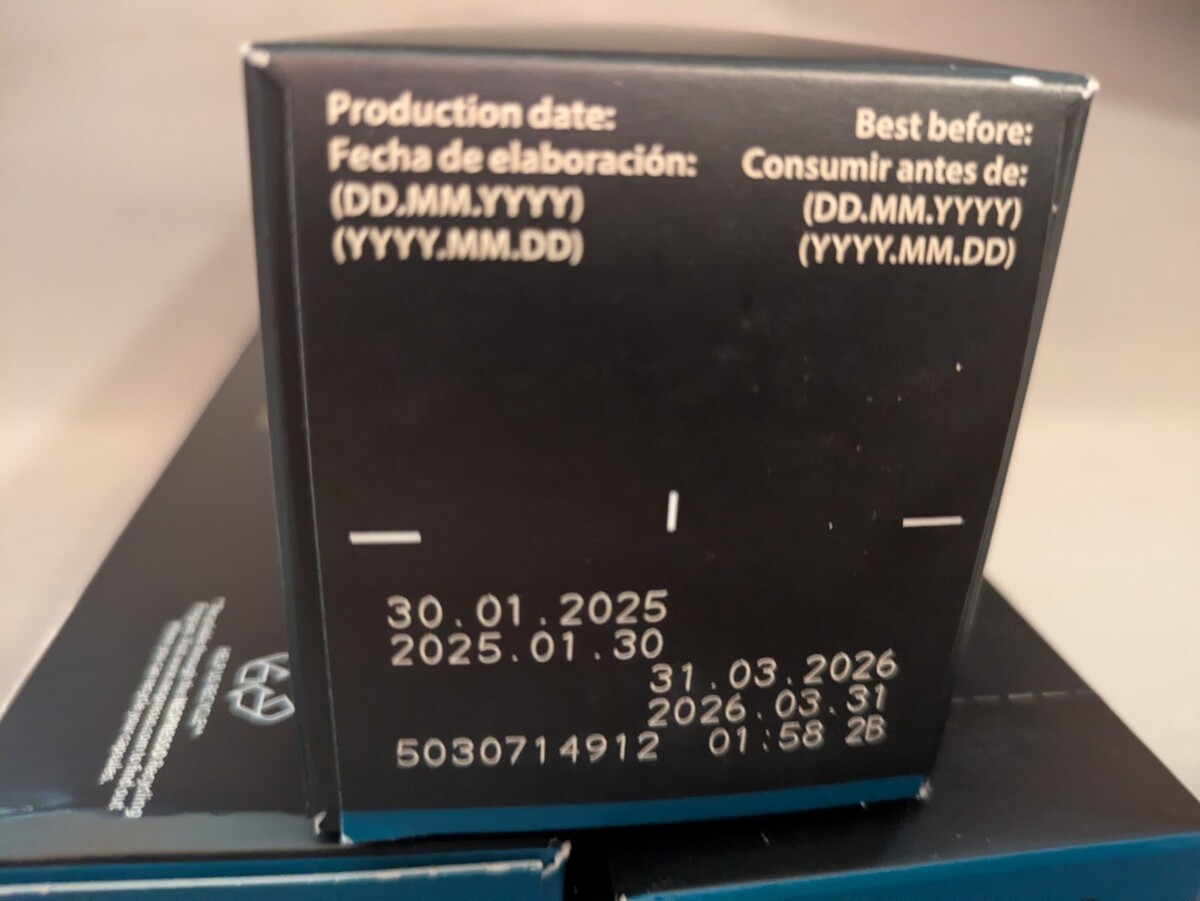 Production date:
Fecha de elaboración:
(DD.MM.YYYY)
(YYYY.MM.DD)
Best before:
Consumir antes de:
(DD.MM.YYYY)
(YYYY.MM.DD)
30.01.2025
2025.01.30
31.03.2026
2026.03.31
5030714912 01:58 2B